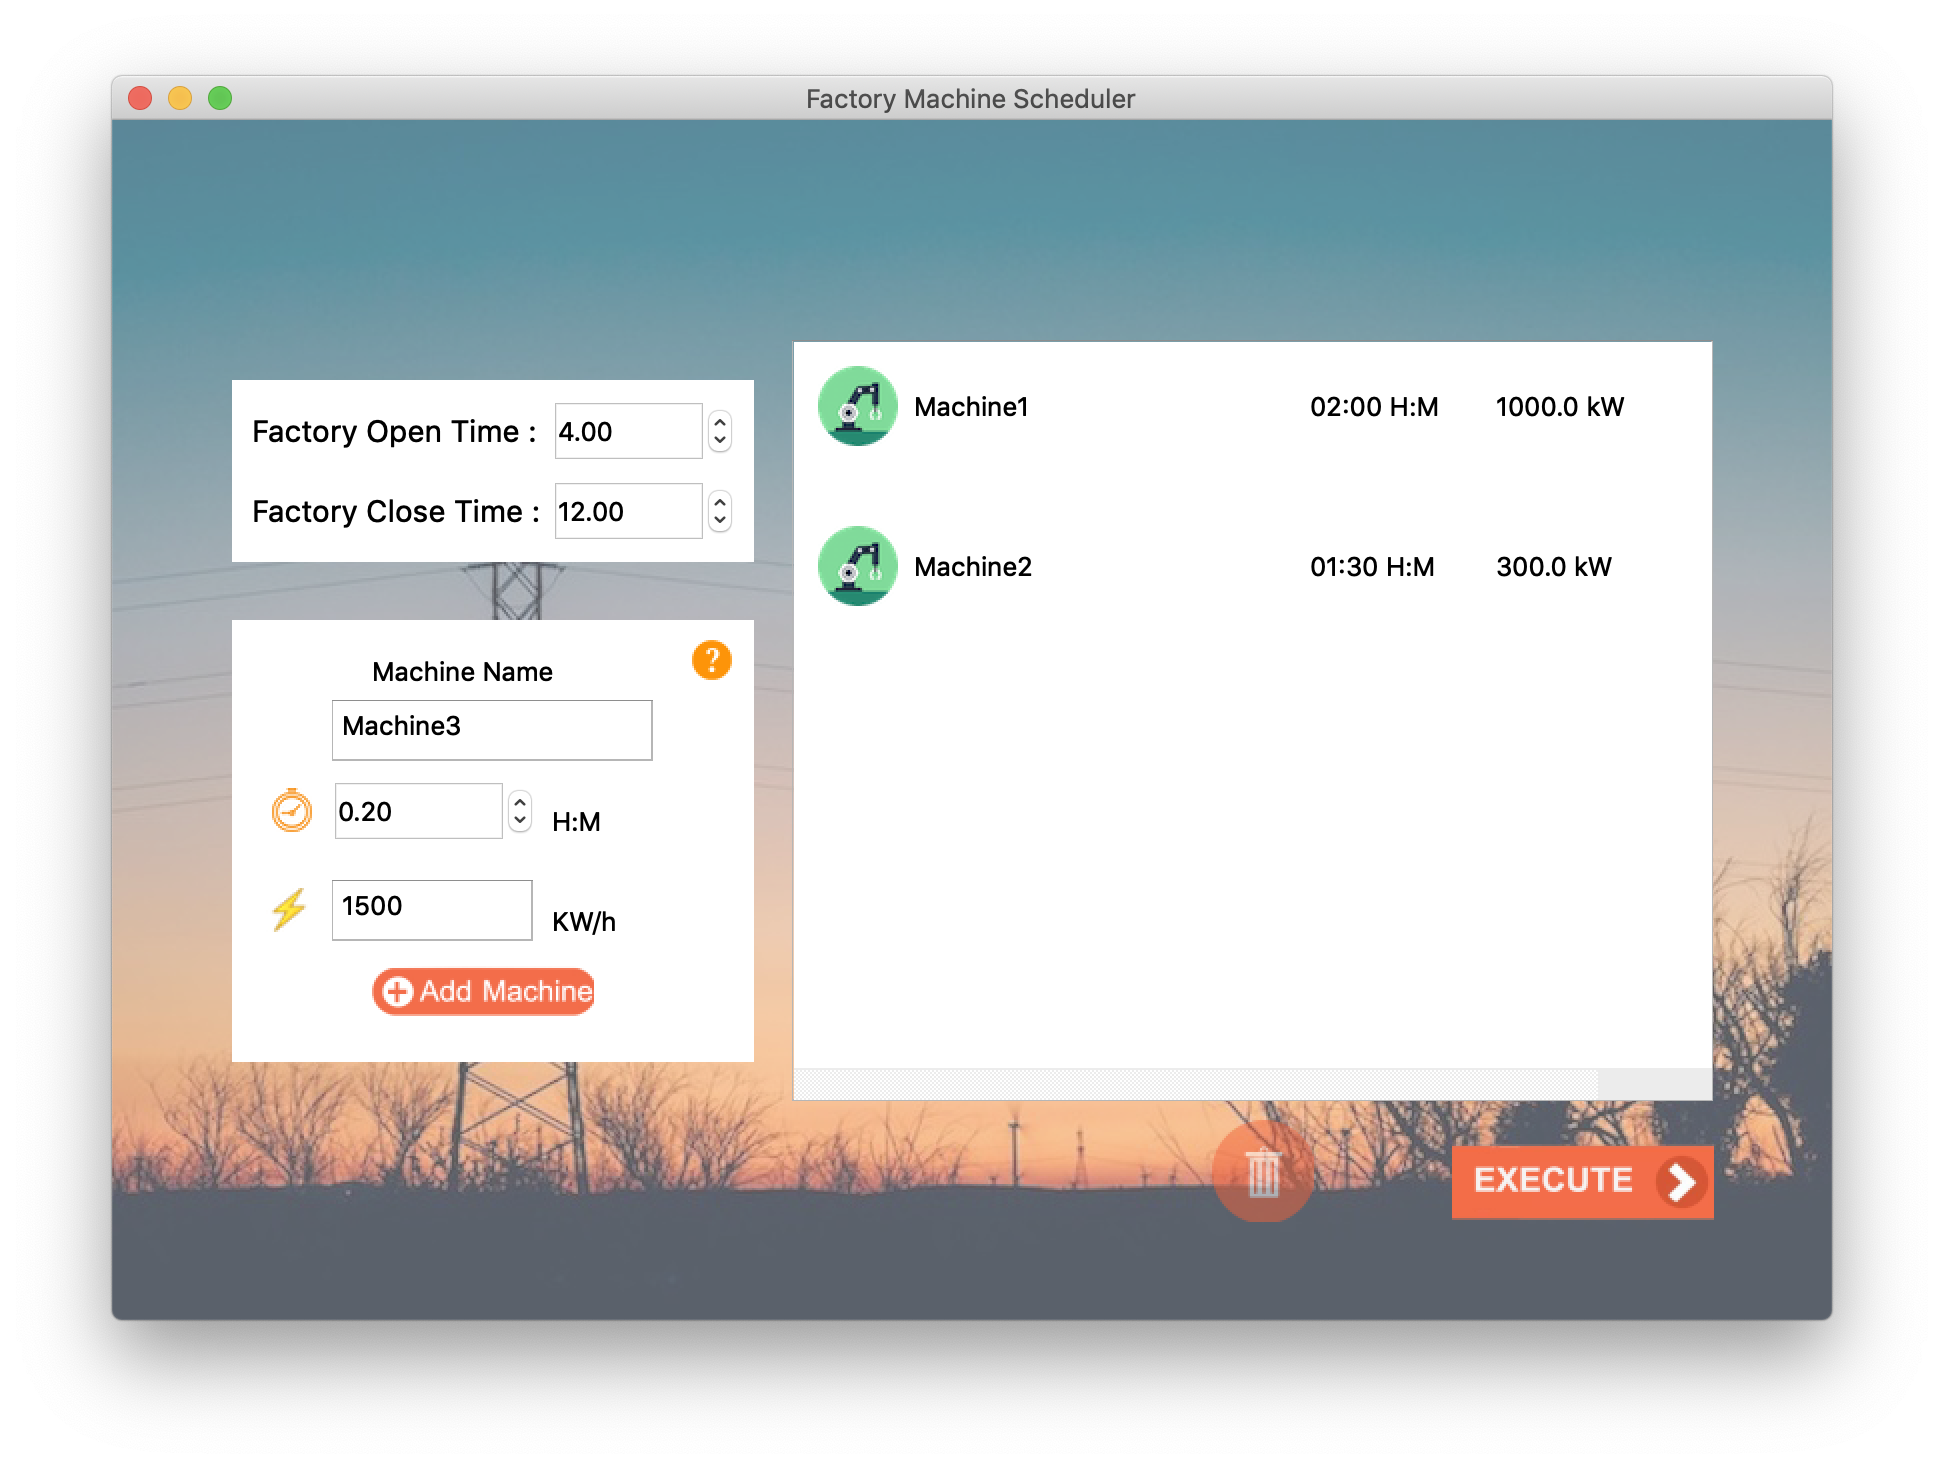 Factory Machine Scheduler
Factory Open Time : 4.00
Factory Close Time : 12.00
Machine Name
?
Machine3
0.20 H:M
1500 KW/h
Add Machine
Machine1 02:00 H:M 1000.0 kW
Machine2 01:30 H:M 300.0 kW
EXECUTE